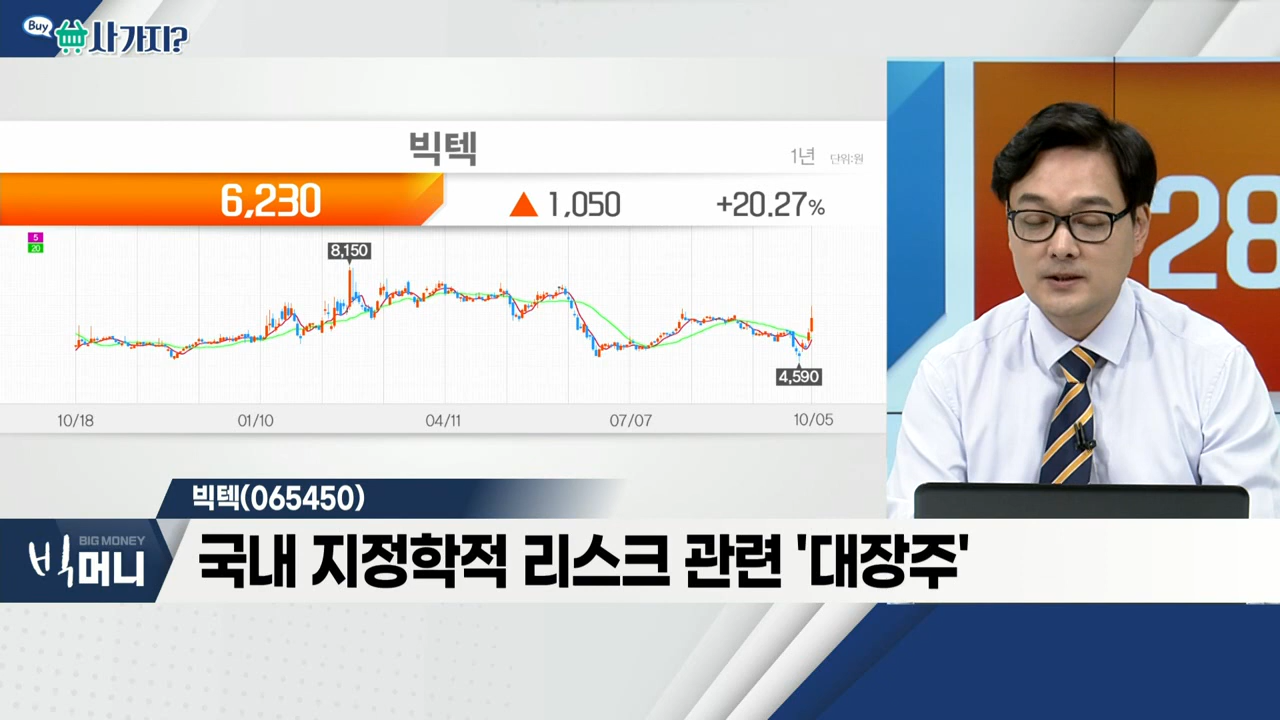 Buy
사가지?
빅텍
1년 단위:원
6,230 ▲ 1,050 +20.27%
5
20
8,150
4,590
10/18 01/10 04/11 07/07 10/05
28
빅텍(065450)
BIG MONEY
빅머니
국내 지정학적 리스크 관련 '대장주'